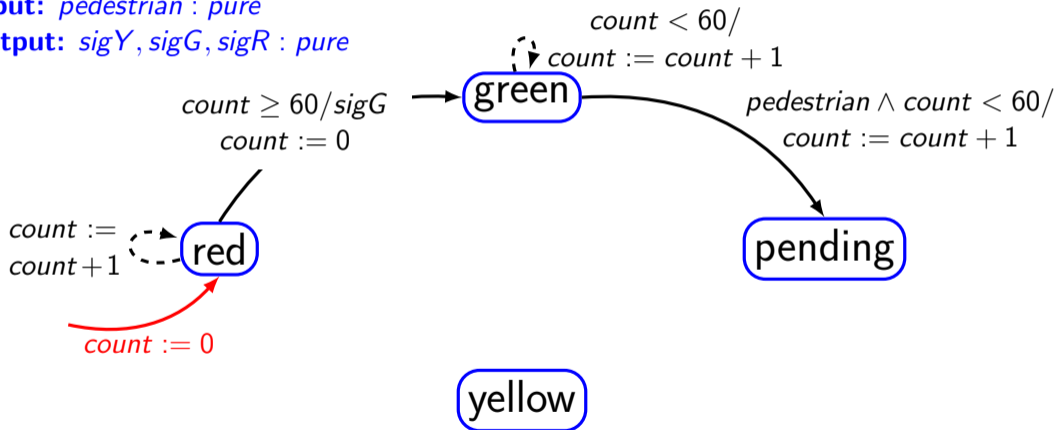 put: pedestrian : pure
tput: sigY, sigG, sigR : pure
count < 60/
count := count + 1
green
count ≥ 60/sigG
count := 0
pedestrian ∧ count < 60/
count := count + 1
count :=
count + 1
red
pending
count := 0
yellow